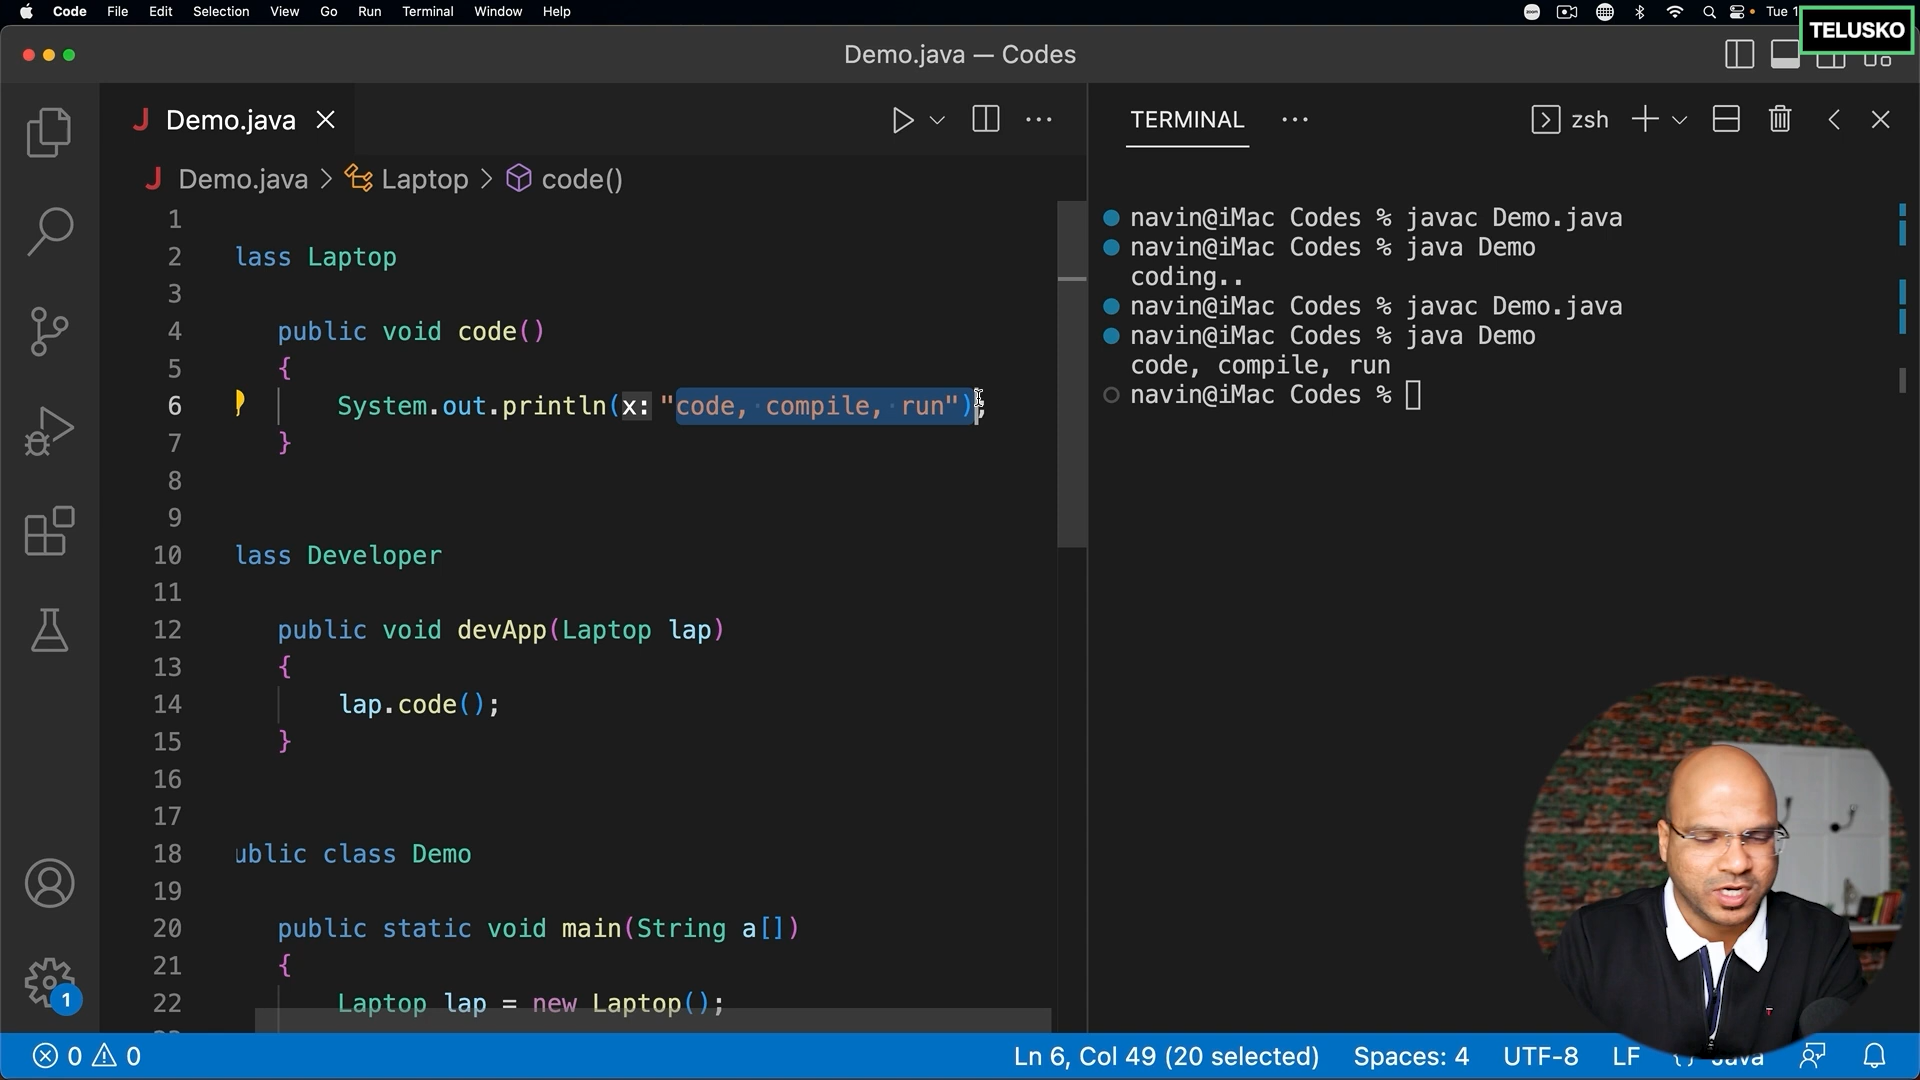 Code File Edit Selection View Go Run Terminal Window Help
zoom
Tue 1
TELUSKO
Demo.java — Codes
Demo.java
Demo.java > Laptop > code()
1
2 lass Laptop
3
4 public void code()
5 {
6 System.out.println(x: "code, compile, run");
7 }
8
9
10 lass Developer
11
12 public void devApp(Laptop lap)
13 {
14 lap.code();
15 }
16
17
18 ublic class Demo
19
20 public static void main(String a[])
21 {
22 Laptop lap = new Laptop();
TERMINAL
zsh
navin@iMac Codes % javac Demo.java
navin@iMac Codes % java Demo
coding..
navin@iMac Codes % javac Demo.java
navin@iMac Codes % java Demo
code, compile, run
navin@iMac Codes %
1
0 0
Ln 6, Col 49 (20 selected) Spaces: 4 UTF-8 LF Java